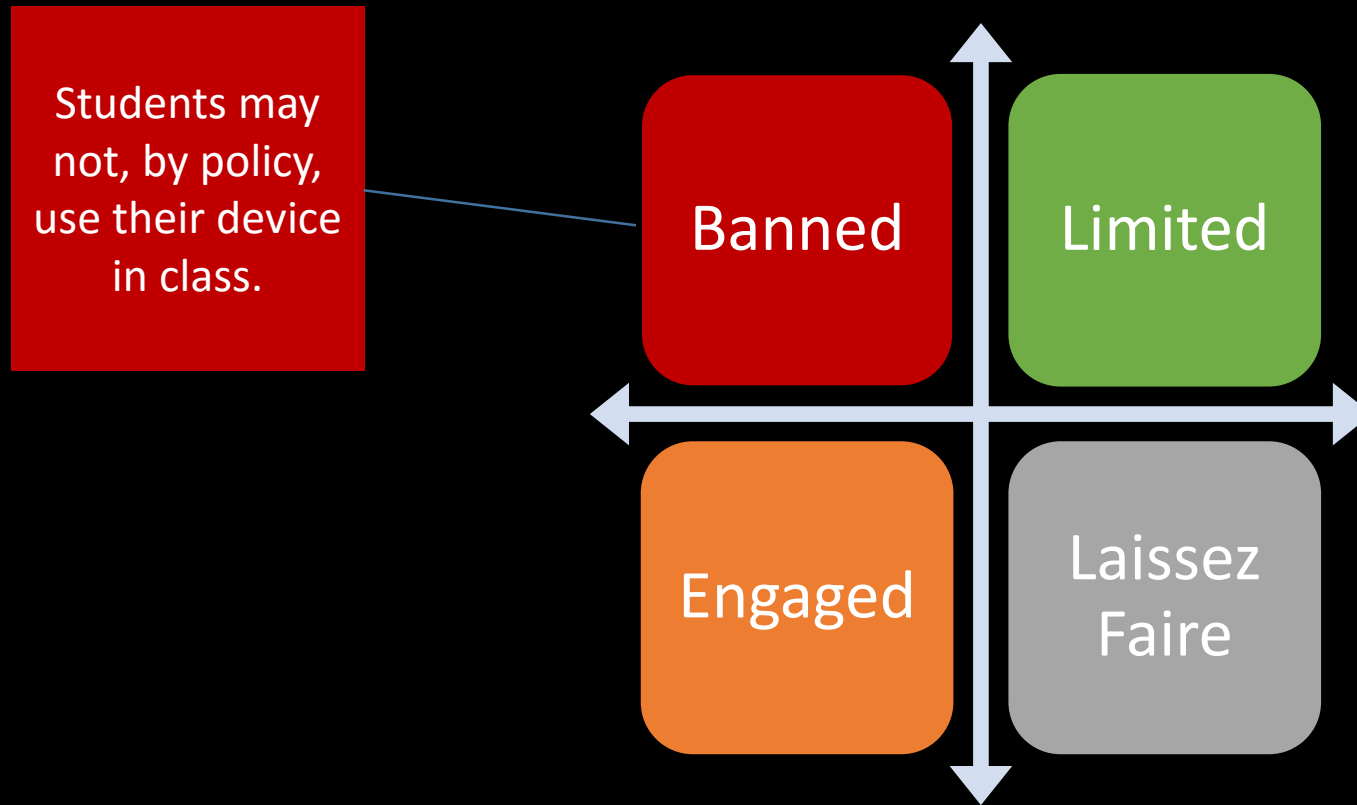 Students may
not, by policy,
use their device
in class.
Banned
Limited
Engaged
Laissez
Faire